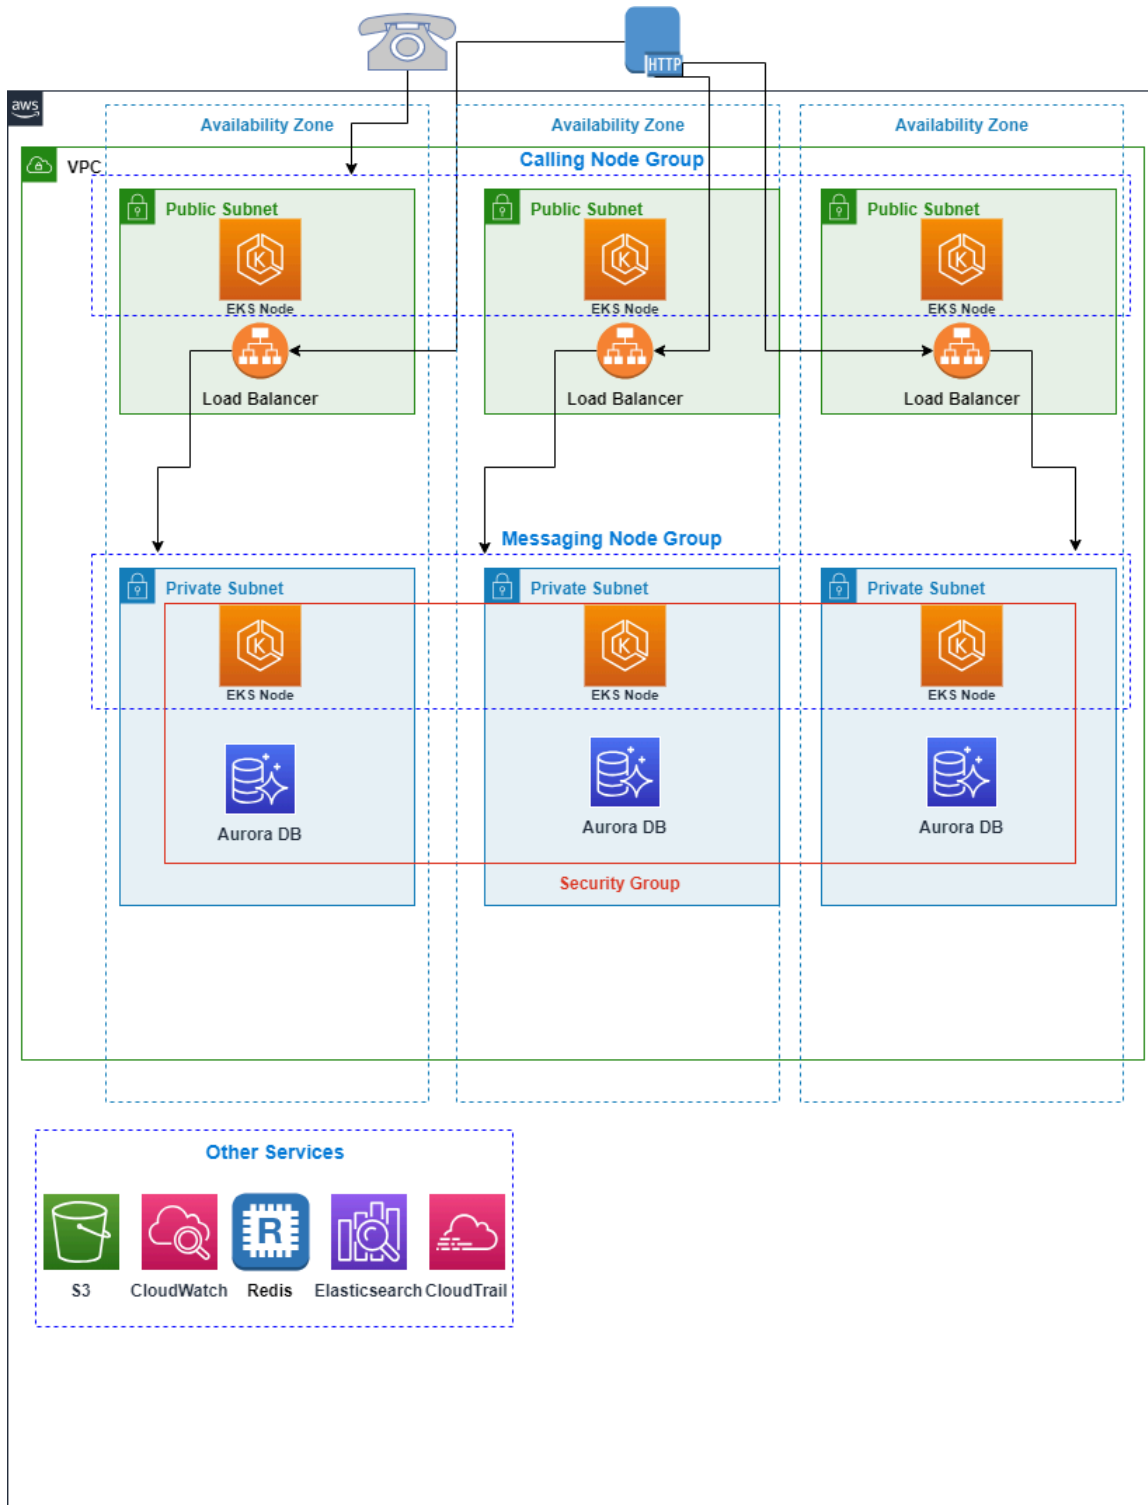 HTTP
aws
Availability Zone
Availability Zone
Availability Zone
VPC
Calling Node Group
Public Subnet
Public Subnet
Public Subnet
K
K
K
EKS Node
EKS Node
EKS Node
Load Balancer
Load Balancer
Load Balancer
Messaging Node Group
Private Subnet
Private Subnet
Private Subnet
K
K
K
EKS Node
EKS Node
EKS Node
Aurora DB
Aurora DB
Aurora DB
Security Group
Other Services
R
S3
CloudWatch
Redis
Elasticsearch
CloudTrail